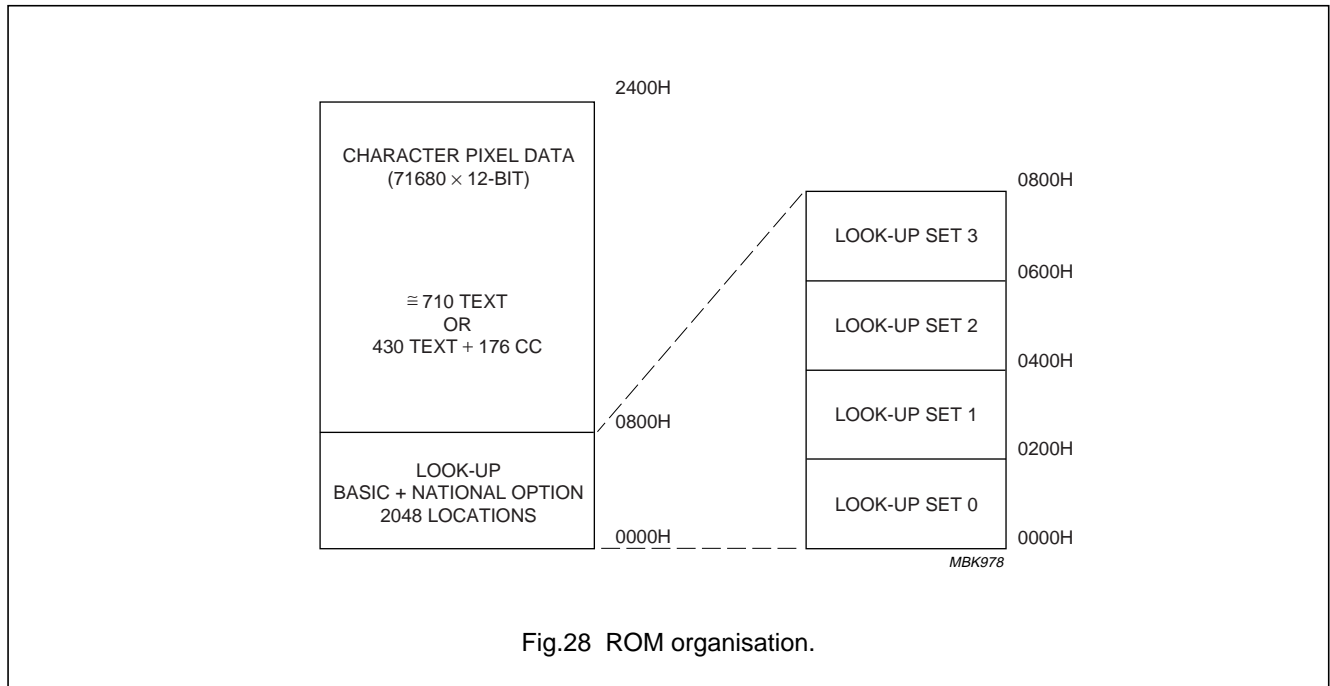 2400H
CHARACTER PIXEL DATA
(71680 × 12-BIT)
≅ 710 TEXT
OR
430 TEXT + 176 CC
0800H
LOOK-UP
BASIC + NATIONAL OPTION
2048 LOCATIONS
0000H
0800H
LOOK-UP SET 3
0600H
LOOK-UP SET 2
0400H
LOOK-UP SET 1
0200H
LOOK-UP SET 0
0000H
MBK978
Fig.28 ROM organisation.